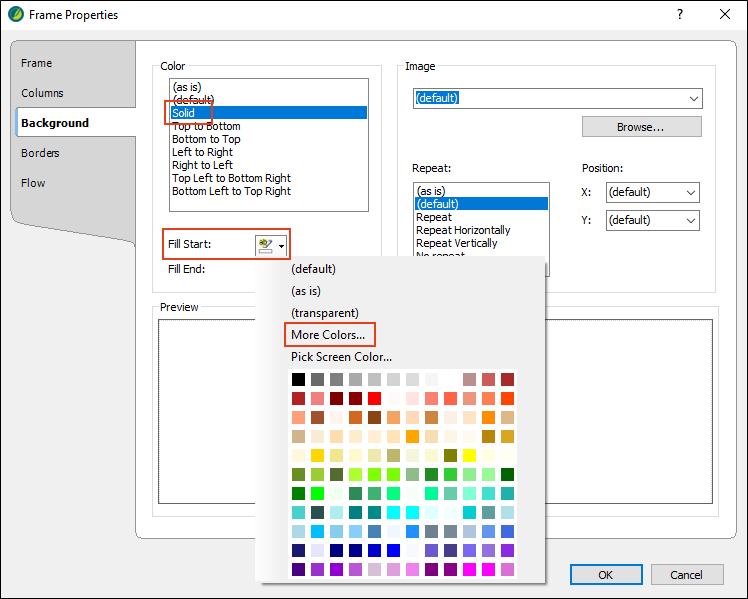 Frame Properties
?
Frame
Columns
Background
Borders
Flow
Color
(as is)
(default)
Solid
Top to Bottom
Bottom to Top
Left to Right
Right to Left
Top Left to Bottom Right
Bottom Left to Top Right
Fill Start:
Fill End:
Image
(default)
Browse...
Repeat:
(as is)
(default)
Repeat
Repeat Horizontally
Repeat Vertically
No repeat
Position:
X: (default)
Y: (default)
(default)
(as is)
(transparent)
More Colors...
Pick Screen Color...
Preview
OK
Cancel